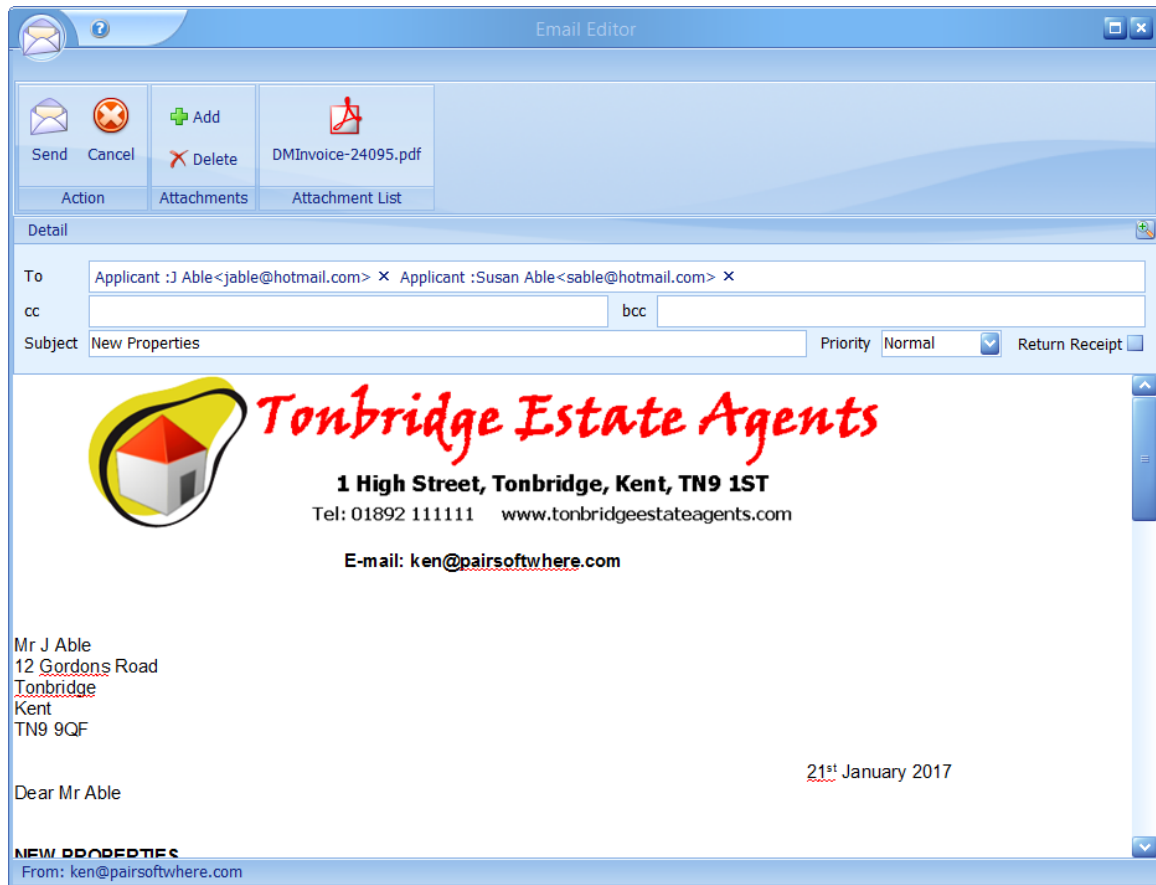 Email Editor
Add
Send Cancel Delete DMInvoice-24095.pdf
Action Attachments Attachment List
Detail
To Applicant :J Able<jable@hotmail.com> ✕ Applicant :Susan Able<sable@hotmail.com> ✕
cc bcc
Subject New Properties Priority Normal Return Receipt
Tonbridge Estate Agents
1 High Street, Tonbridge, Kent, TN9 1ST
Tel: 01892 111111 www.tonbridgeestateagents.com
E-mail: ken@pairsoftwhere.com
Mr J Able
12 Gordons Road
Tonbridge
Kent
TN9 9QF
21st January 2017
Dear Mr Able
NEW PROPERTIES
From: ken@pairsoftwhere.com